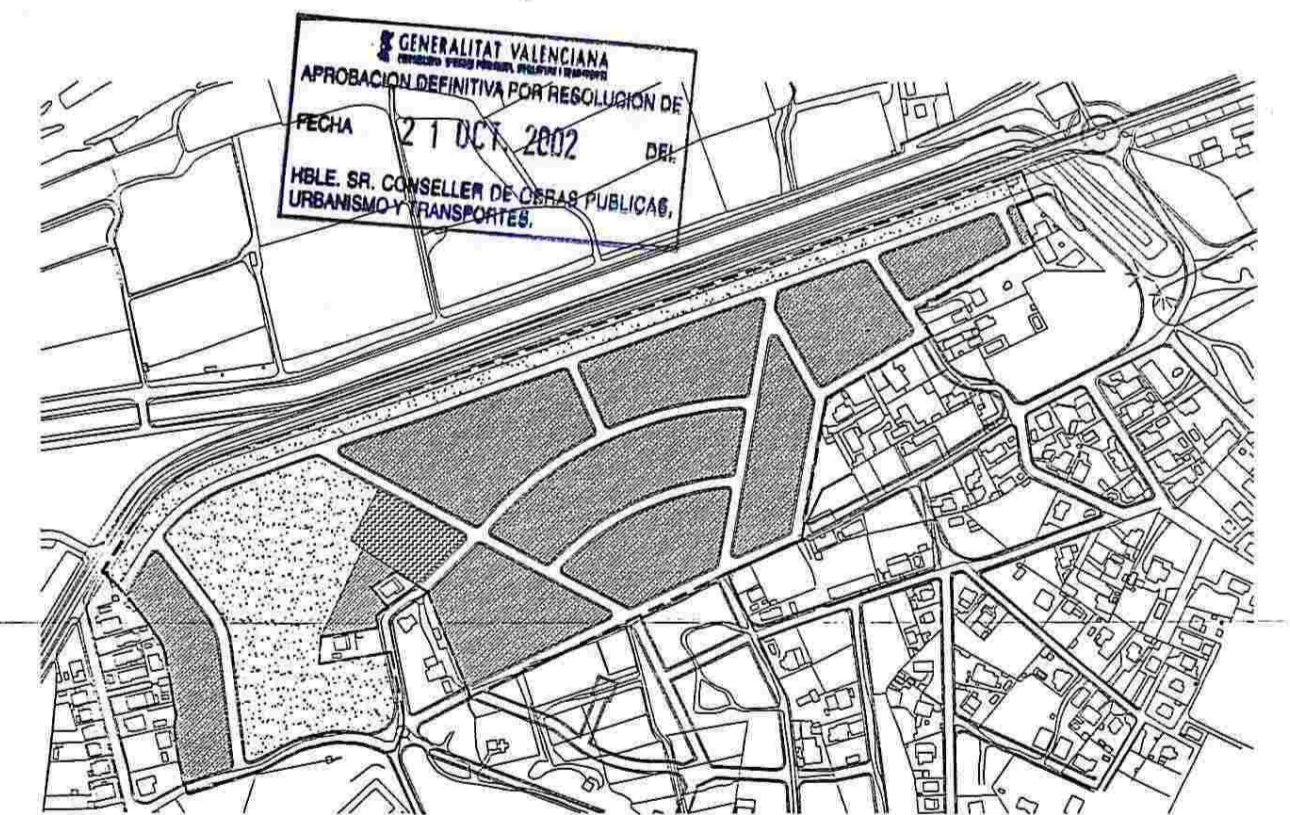 GENERALITAT VALENCIANA
APROBACION DEFINITIVA POR RESOLUCION DE
FECHA 21 OCT. 2002 DEL
HBLE. SR. CONSELLER DE OBRAS PUBLICAS,
URBANISMO Y TRANSPORTES.